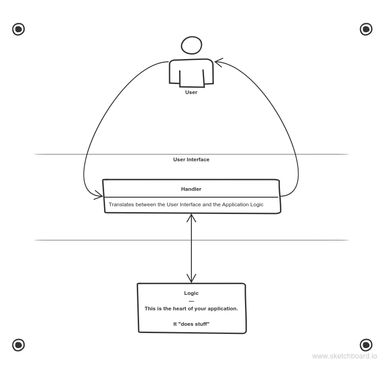 User
User Interface
Handler
Translates between the User Interface and the Application Logic
Logic
—
This is the heart of your application.
It "does stuff"
www.sketchboard.io